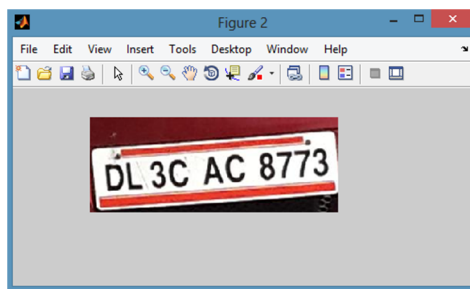 Figure 2
File Edit View Insert Tools Desktop Window Help
DL 3C AC 8773